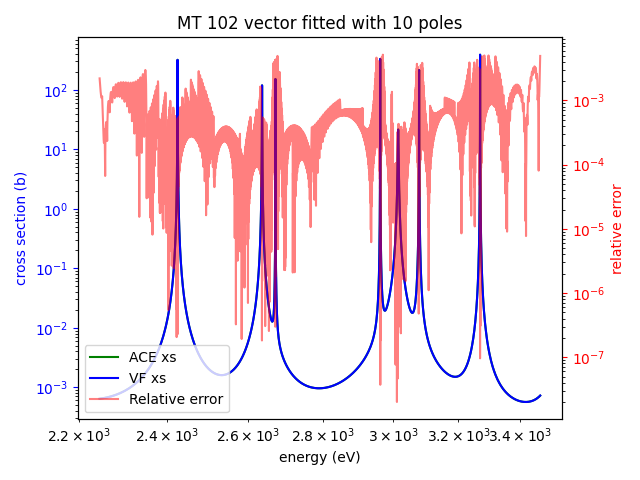 MT 102 vector fitted with 10 poles
10²
10¹
10⁰
10⁻¹
10⁻²
10⁻³
cross section (b)
10⁻³
10⁻⁴
10⁻⁵
10⁻⁶
10⁻⁷
relative error
ACE xs
VF xs
Relative error
2.2 × 10³ 2.4 × 10³ 2.6 × 10³ 2.8 × 10³ 3 × 10³ 3.2 × 10³ 3.4 × 10³
energy (eV)